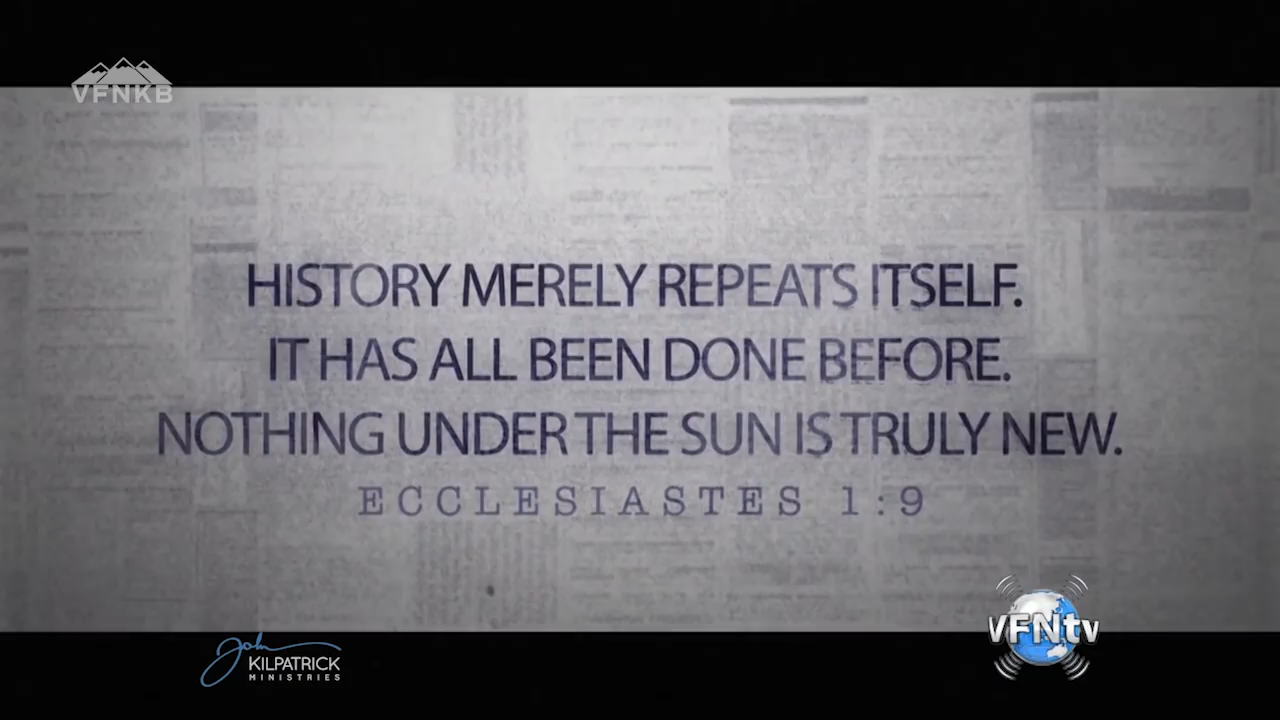 VFNKB
HISTORY MERELY REPEATS ITSELF.
IT HAS ALL BEEN DONE BEFORE.
NOTHING UNDER THE SUN IS TRULY NEW.
ECCLESIASTES 1:9
John
KILPATRICK
MINISTRIES
VFNtv